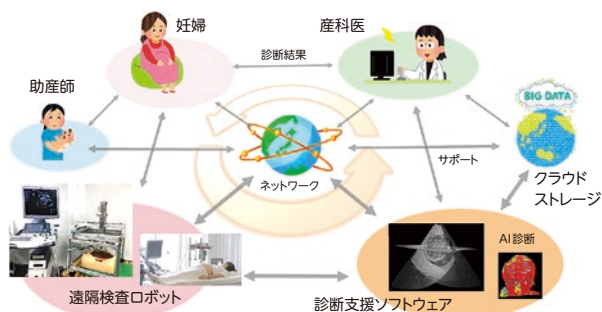 妊婦
産科医
診断結果
助産師
BIG DATA
ネットワーク
サポート
クラウド
ストレージ
AI診断
遠隔検査ロボット
診断支援ソフトウェア